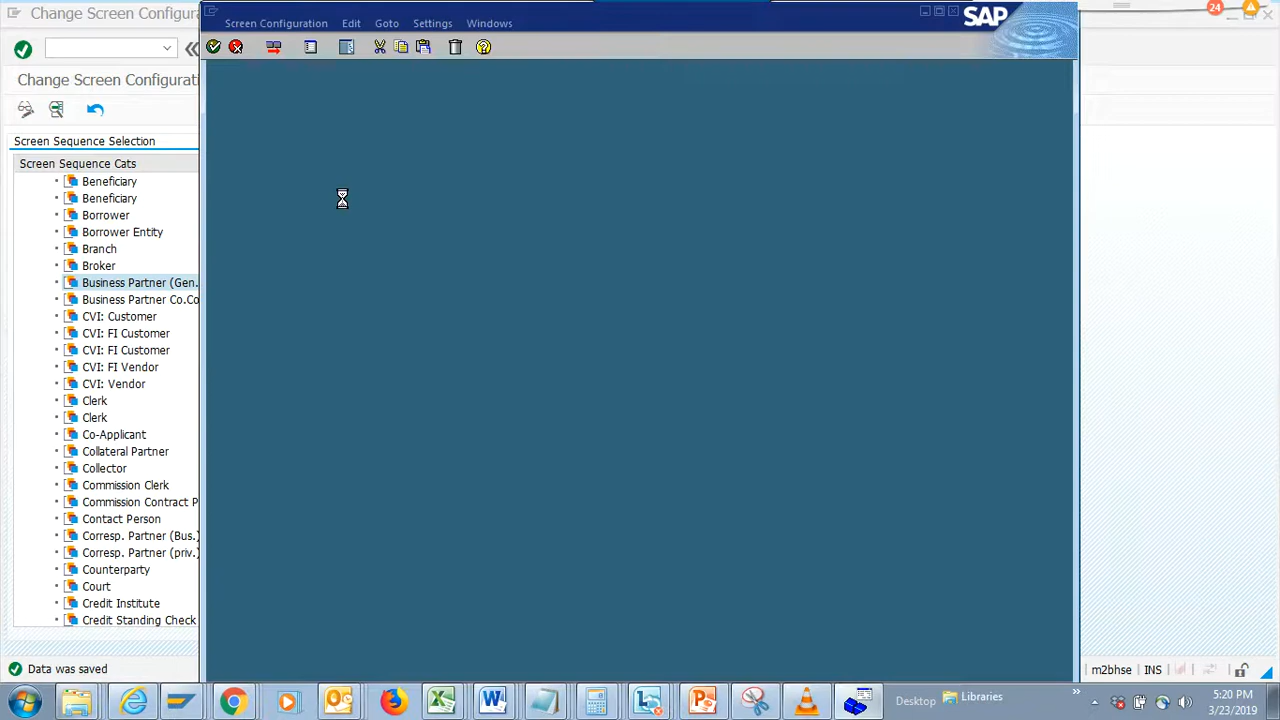 Change Screen Configura
24
Screen Configuration Edit Goto Settings Windows
SAP
Change Screen Configurati
Screen Sequence Selection
Screen Sequence Cats
Beneficiary
Beneficiary
Borrower
Borrower Entity
Branch
Broker
Business Partner (Gen.
Business Partner Co.Co
CVI: Customer
CVI: FI Customer
CVI: FI Customer
CVI: FI Vendor
CVI: Vendor
Clerk
Clerk
Co-Applicant
Collateral Partner
Collector
Commission Clerk
Commission Contract P
Contact Person
Corresp. Partner (Bus.)
Corresp. Partner (priv.)
Counterparty
Court
Credit Institute
Credit Standing Check
Data was saved
m2bhse INS
Desktop Libraries
5:20 PM
3/23/2019